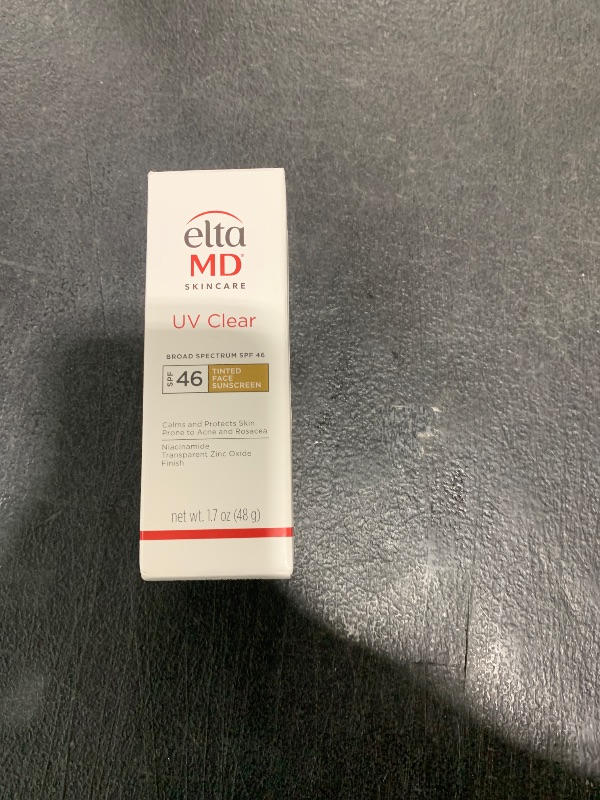 elta
MD®
SKINCARE
UV Clear
BROAD SPECTRUM SPF 46
SPF 46 TINTED
FACE
SUNSCREEN
Calms and Protects Skin
Prone to Acne and Rosacea
Niacinamide
Transparent Zinc Oxide
Finish
net wt. 1.7 oz (48 g)